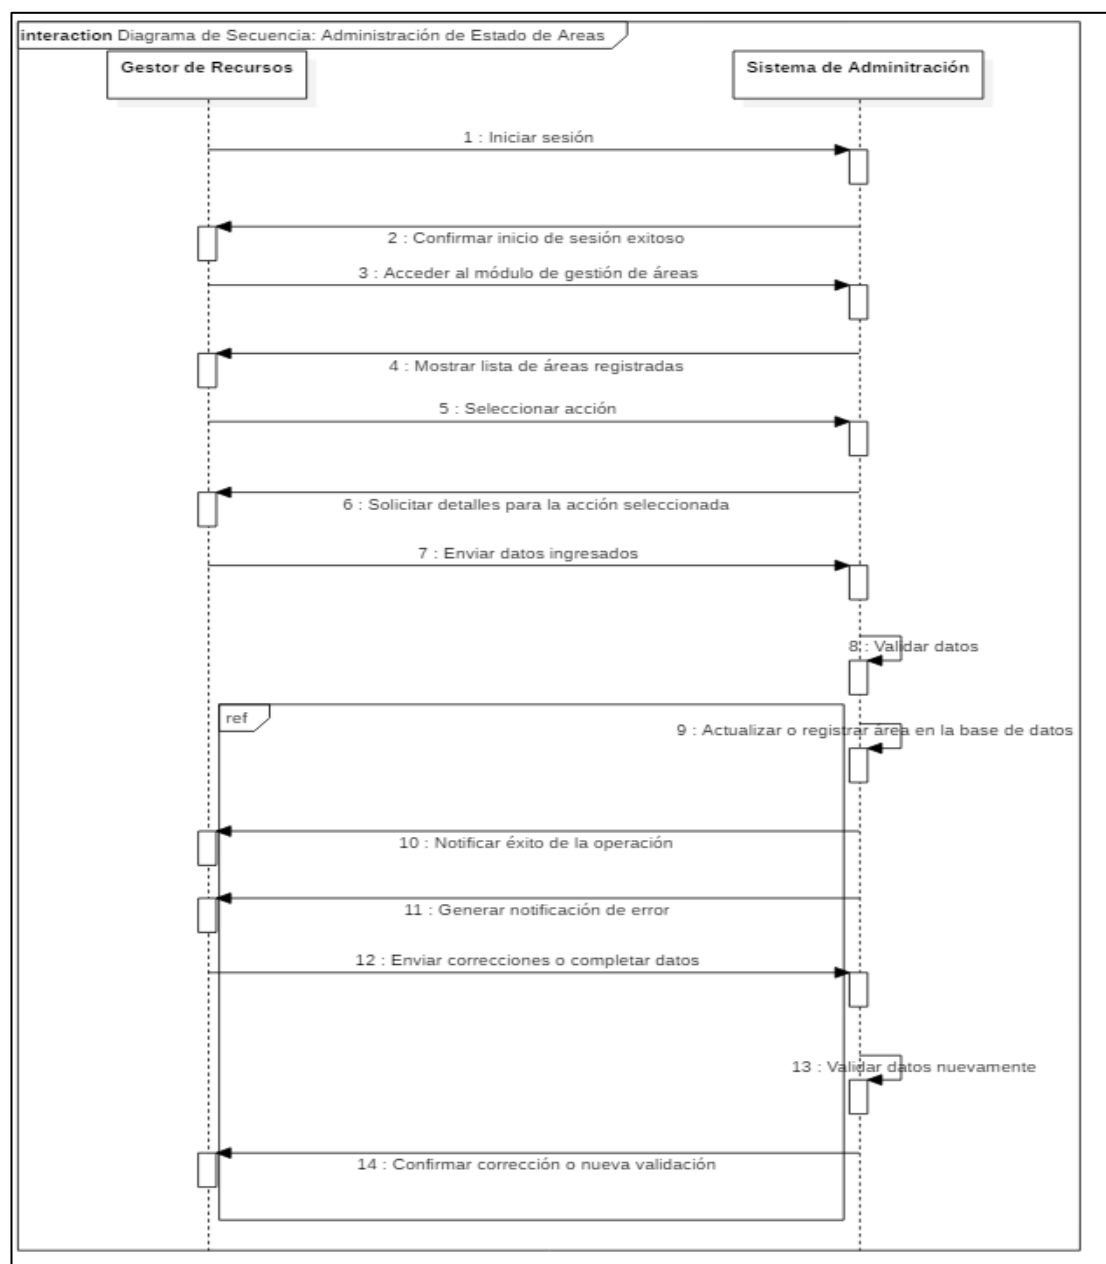 interaction Diagrama de Secuencia: Administración de Estado de Areas
Gestor de Recursos
Sistema de Adminitración
1 : Iniciar sesión
2 : Confirmar inicio de sesión exitoso
3 : Acceder al módulo de gestión de áreas
4 : Mostrar lista de áreas registradas
5 : Seleccionar acción
6 : Solicitar detalles para la acción seleccionada
7 : Enviar datos ingresados
8 : Validar datos
ref
9 : Actualizar o registrar área en la base de datos
10 : Notificar éxito de la operación
11 : Generar notificación de error
12 : Enviar correcciones o completar datos
13 : Validar datos nuevamente
14 : Confirmar corrección o nueva validación